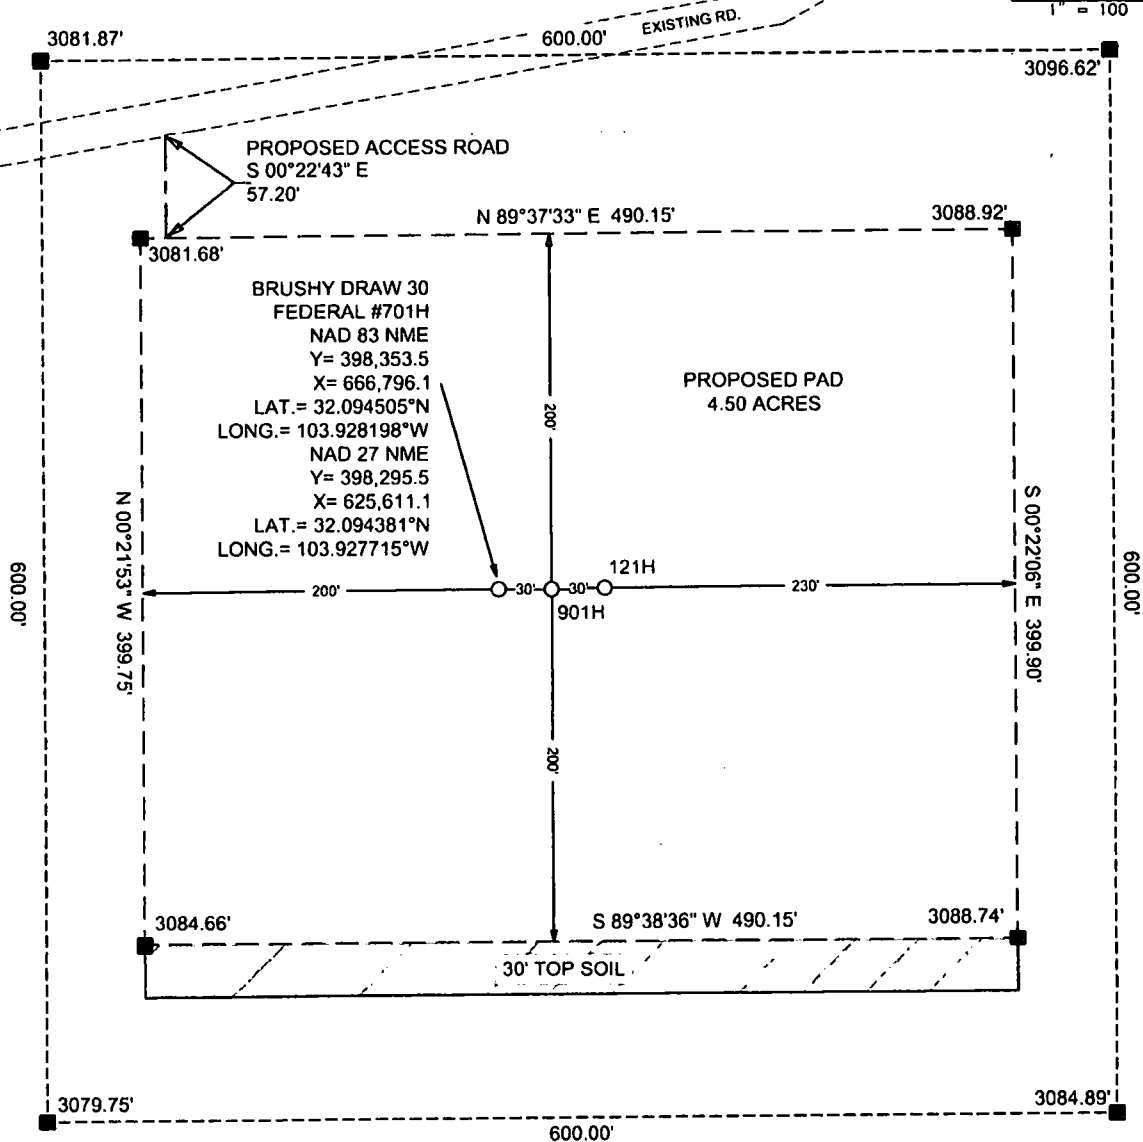 1" = 100
EXISTING RD.
3081.87'
600.00'
3096.62'
PROPOSED ACCESS ROAD
S 00°22'43" E
57.20'
N 89°37'33" E 490.15'
3088.92'
3081.68'
BRUSHY DRAW 30
FEDERAL #701H
NAD 83 NME
Y= 398,353.5
X= 666,796.1
LAT.= 32.094505°N
LONG.= 103.928198°W
NAD 27 NME
Y= 398,295.5
X= 625,611.1
LAT.= 32.094381°N
LONG.= 103.927715°W
PROPOSED PAD
4.50 ACRES
200'
N 00°21'53" W 399.75'
S 00°22'06" E 399.90'
600.00'
600.00'
121H
200'
30'
30'
230'
901H
200'
3084.66'
S 89°38'36" W 490.15'
3088.74'
30' TOP SOIL
3079.75'
3084.89'
600.00'